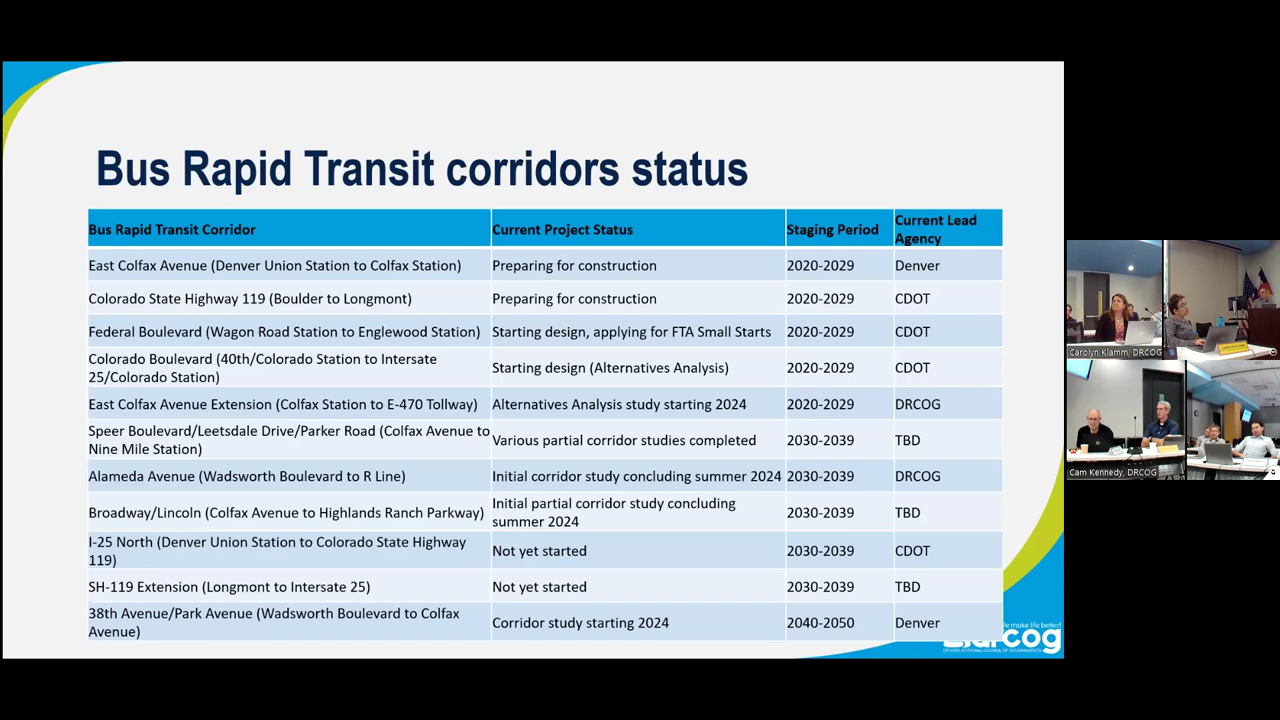 Bus Rapid Transit corridors status
Bus Rapid Transit Corridor Current Project Status Staging Period Current Lead Agency
East Colfax Avenue (Denver Union Station to Colfax Station) Preparing for construction 2020-2029 Denver
Colorado State Highway 119 (Boulder to Longmont) Preparing for construction 2020-2029 CDOT
Federal Boulevard (Wagon Road Station to Englewood Station) Starting design, applying for FTA Small Starts 2020-2029 CDOT
Colorado Boulevard (40th/Colorado Station to Intersate
25/Colorado Station) Starting design (Alternatives Analysis) 2020-2029 CDOT
East Colfax Avenue Extension (Colfax Station to E-470 Tollway) Alternatives Analysis study starting 2024 2020-2029 DRCOG
Speer Boulevard/Leetsdale Drive/Parker Road (Colfax Avenue to
Nine Mile Station) Various partial corridor studies completed 2030-2039 TBD
Alameda Avenue (Wadsworth Boulevard to R Line) Initial corridor study concluding summer 2024 2030-2039 DRCOG
Broadway/Lincoln (Colfax Avenue to Highlands Ranch Parkway) Initial partial corridor study concluding
summer 2024 2030-2039 TBD
I-25 North (Denver Union Station to Colorado State Highway
119) Not yet started 2030-2039 CDOT
SH-119 Extension (Longmont to Intersate 25) Not yet started 2030-2039 TBD
38th Avenue/Park Avenue (Wadsworth Boulevard to Colfax
Avenue) Corridor study starting 2024 2040-2050 Denver
make life better!
cog
Carolyn Klamm, DRCOG
Cam Kennedy, DRCOG